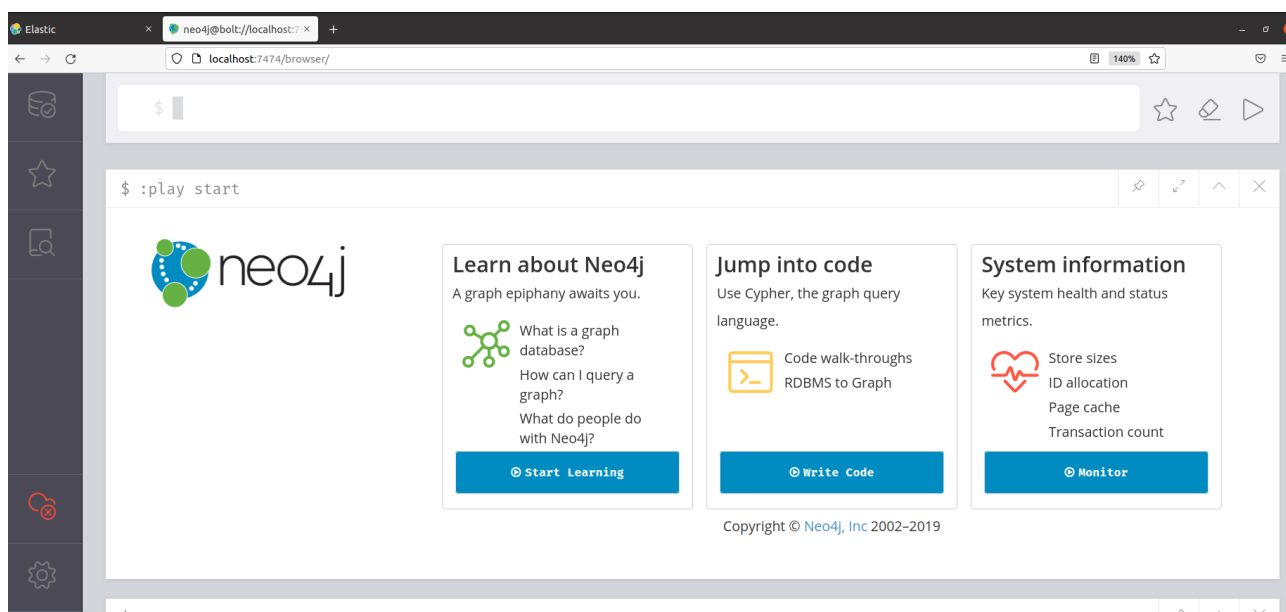 Elastic
neo4j@bolt://localhost:7
localhost:7474/browser/
140%
$
$ :play start
neo4j
Learn about Neo4j
A graph epiphany awaits you.
What is a graph
database?
How can I query a
graph?
What do people do
with Neo4j?
Start Learning
Jump into code
Use Cypher, the graph query
language.
Code walk-throughs
RDBMS to Graph
Write Code
System information
Key system health and status
metrics.
Store sizes
ID allocation
Page cache
Transaction count
Monitor
Copyright © Neo4j, Inc 2002–2019